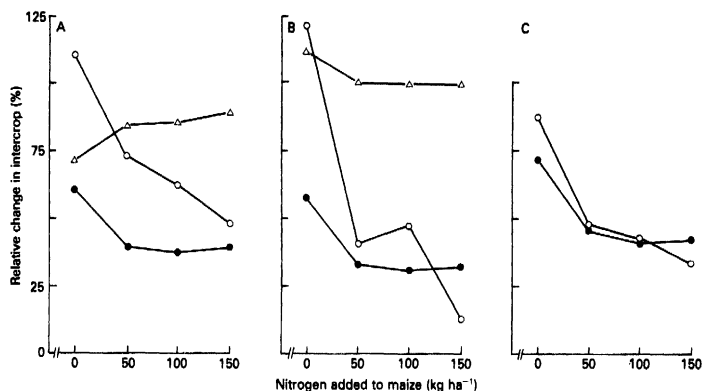 A
B
C
125
75
25
0
Relative change in intercrop (%)
0 50 100 150
0 50 100 150
0 50 100 150
Nitrogen added to maize (kg ha⁻¹)